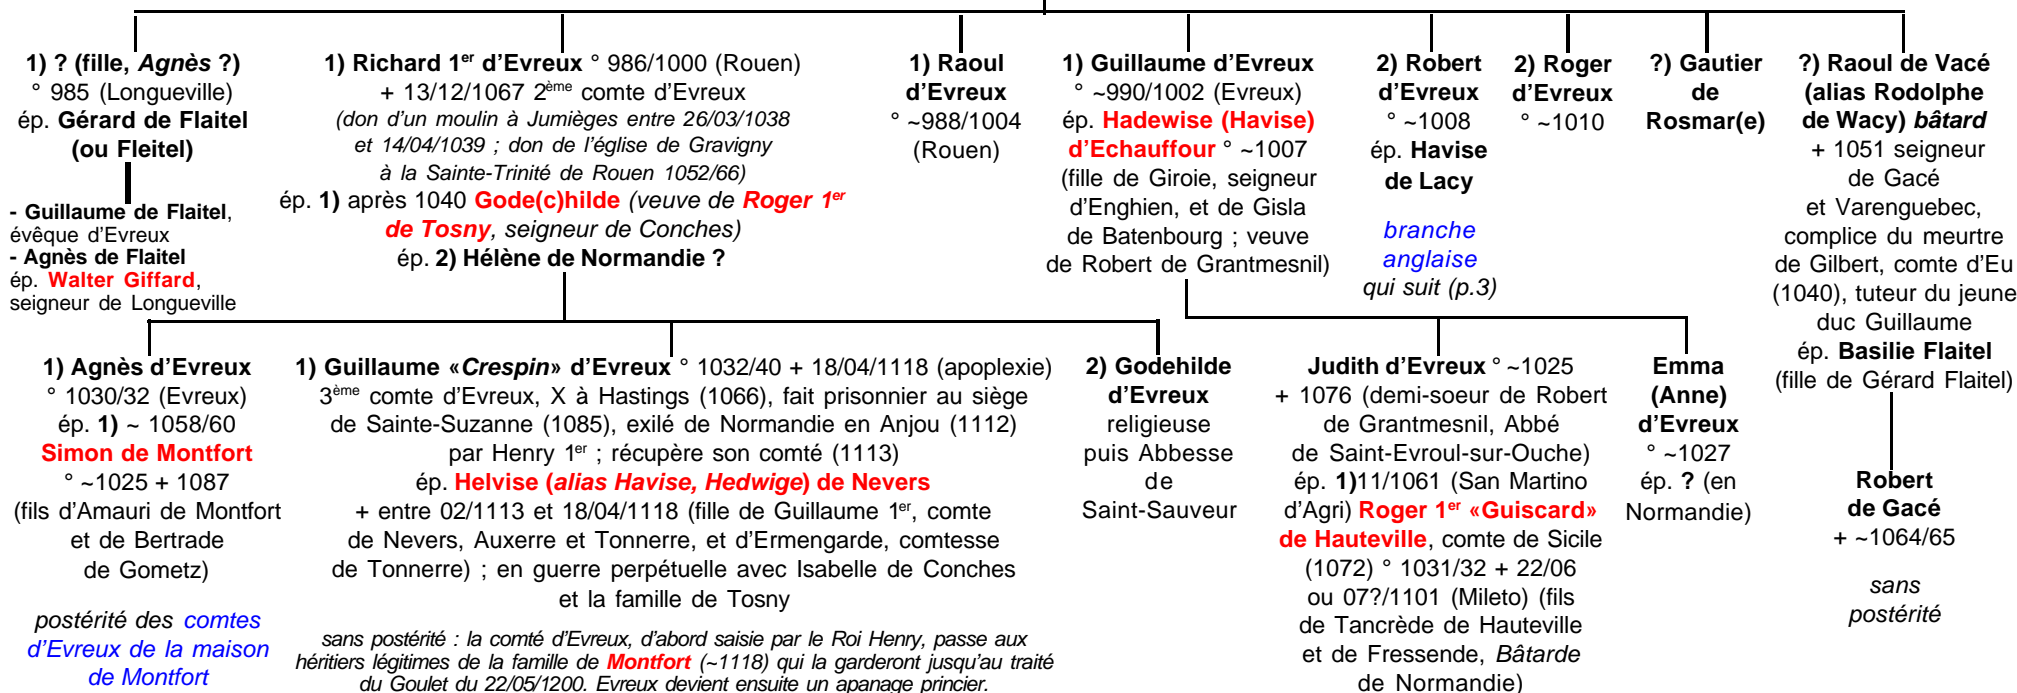 1) ? (fille, Agnès ?)
° 985 (Longueville)
ép. Gérard de Flaitel
(ou Fleitel)
- Guillaume de Flaitel,
évêque d'Evreux
- Agnès de Flaitel
ép. Walter Giffard,
seigneur de Longueville
1) Richard 1er d'Evreux ° 986/1000 (Rouen)
+ 13/12/1067 2ème comte d'Evreux
(don d'un moulin à Jumièges entre 26/03/1038
et 14/04/1039 ; don de l'église de Gravigny
à la Sainte-Trinité de Rouen 1052/66)
ép. 1) après 1040 Gode(c)hilde (veuve de Roger 1er
de Tosny, seigneur de Conches)
ép. 2) Hélène de Normandie ?
1) Raoul
d'Evreux
° ~988/1004
(Rouen)
1) Guillaume d'Evreux
° ~990/1002 (Evreux)
ép. Hadewise (Havise)
d'Echauffour ° ~1007
(fille de Giroie, seigneur
d'Enghien, et de Gisla
de Batenbourg ; veuve
de Robert de Grantmesnil)
2) Robert
d'Evreux
° ~1008
ép. Havise
de Lacy
branche
anglaise
qui suit (p.3)
2) Roger
d'Evreux
° ~1010
?) Gautier
de
Rosmar(e)
?) Raoul de Vacé
(alias Rodolphe
de Wacy) bâtard
+ 1051 seigneur
de Gacé
et Varenguebec,
complice du meurtre
de Gilbert, comte d'Eu
(1040), tuteur du jeune
duc Guillaume
ép. Basilie Flaitel
(fille de Gérard Flaitel)
1) Agnès d'Evreux
° 1030/32 (Evreux)
ép. 1) ~ 1058/60
Simon de Montfort
° ~1025 + 1087
(fils d'Amauri de Montfort
et de Bertrade
de Gometz)
postérité des comtes
d'Evreux de la maison
de Montfort
1) Guillaume «Crespin» d'Evreux ° 1032/40 + 18/04/1118 (apoplexie)
3ème comte d'Evreux, X à Hastings (1066), fait prisonnier au siège
de Sainte-Suzanne (1085), exilé de Normandie en Anjou (1112)
par Henry 1er ; récupère son comté (1113)
ép. Helvise (alias Havise, Hedwige) de Nevers
+ entre 02/1113 et 18/04/1118 (fille de Guillaume 1er, comte
de Nevers, Auxerre et Tonnerre, et d'Ermengarde, comtesse
de Tonnerre) ; en guerre perpétuelle avec Isabelle de Conches
et la famille de Tosny
sans postérité : la comté d'Evreux, d'abord saisie par le Roi Henry, passe aux
héritiers légitimes de la famille de Montfort (~1118) qui la garderont jusqu'au traité
du Goulet du 22/05/1200. Evreux devient ensuite un apanage princier.
2) Godehilde
d'Evreux
religieuse
puis Abbesse
de
Saint-Sauveur
Judith d'Evreux ° ~1025
+ 1076 (demi-soeur de Robert
de Grantmesnil, Abbé
de Saint-Evroul-sur-Ouche)
ép. 1)11/1061 (San Martino
d'Agri) Roger 1er «Guiscard»
de Hauteville, comte de Sicile
(1072) ° 1031/32 + 22/06
ou 07?/1101 (Mileto) (fils
de Tancrède de Hauteville
et de Fressende, Bâtarde
de Normandie)
Emma
(Anne)
d'Evreux
° ~1027
ép. ? (en
Normandie)
Robert
de Gacé
+ ~1064/65
sans
postérité